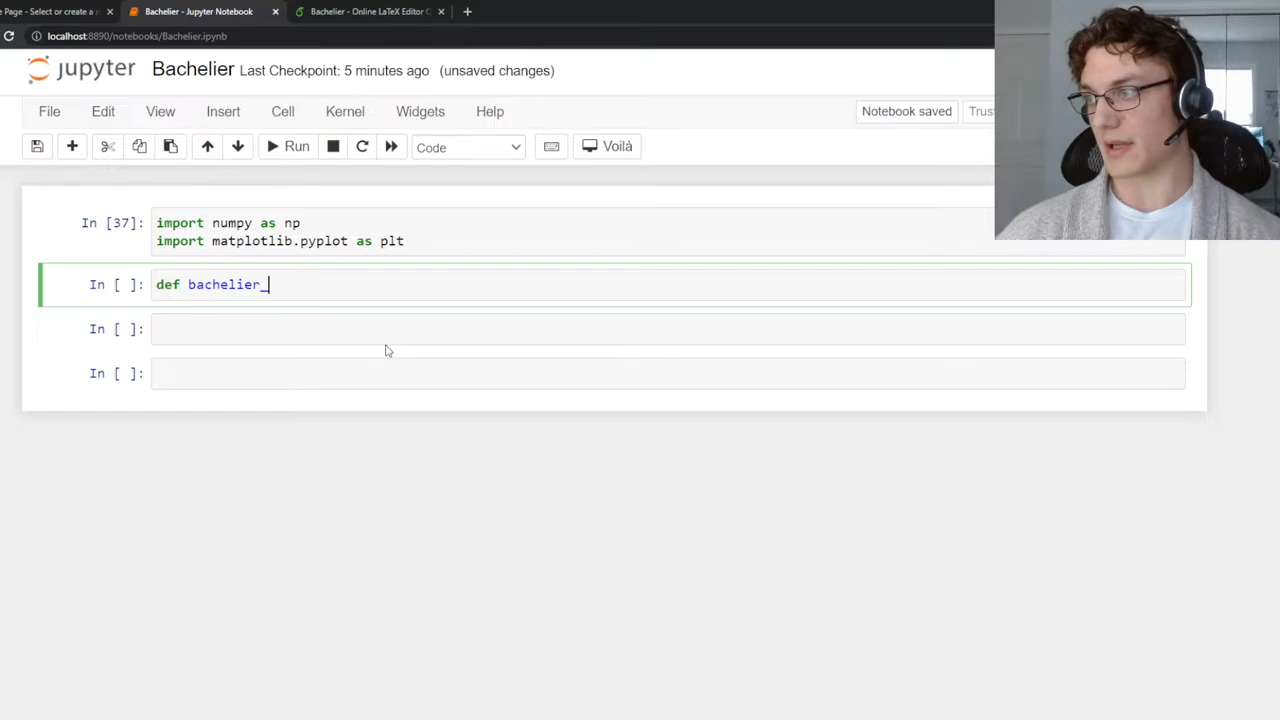 e Page - Select or create a n
Bachelier - Jupyter Notebook
Bachelier - Online LaTeX Editor O
localhost:8890/notebooks/Bachelier.ipynb
jupyter Bachelier Last Checkpoint: 5 minutes ago (unsaved changes)
File Edit View Insert Cell Kernel Widgets Help Notebook saved Trus
Run Code Voilà
In [37]: import numpy as np
import matplotlib.pyplot as plt
In [ ]: def bachelier_
In [ ]:
In [ ]: